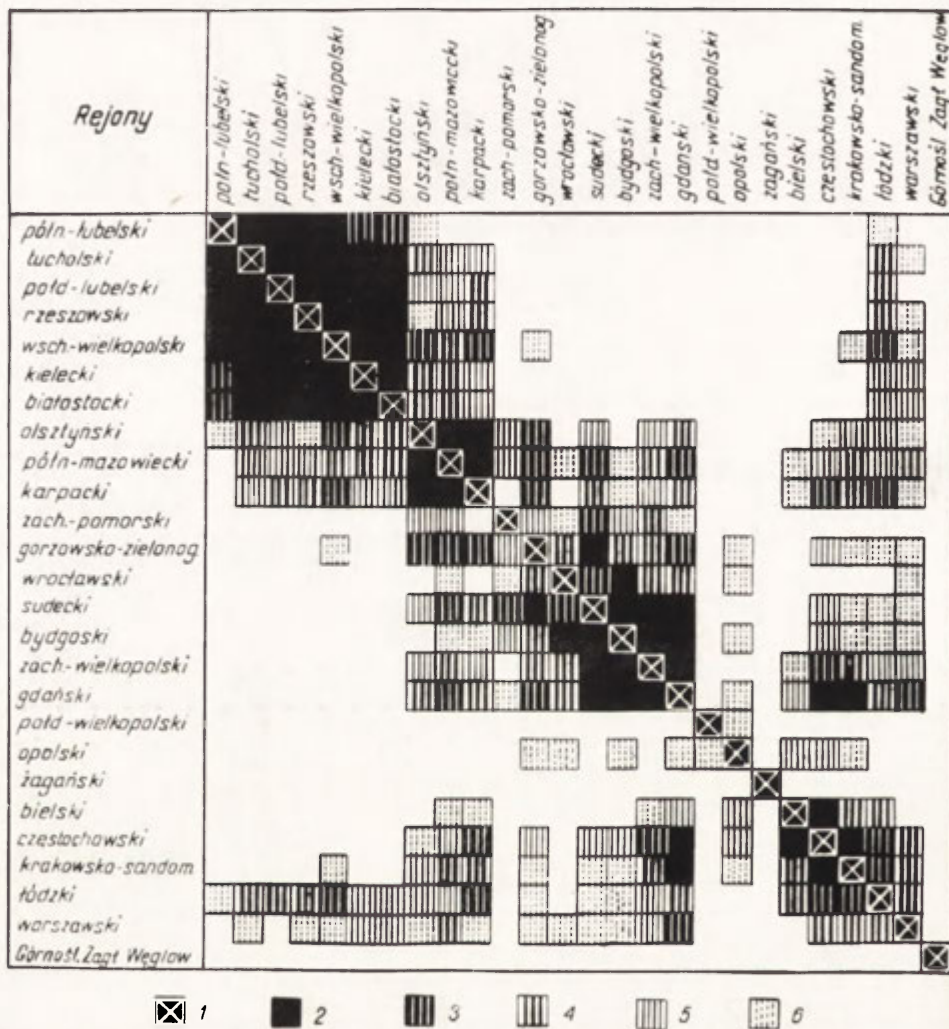 Rejony
półn-lubelski
tucholski
połd-lubelski
rzeszowski
wsch-wielkopolski
kielecki
białostocki
olsztyński
półn-mazowiecki
karpacki
zach-pomorski
gorzowsko-zielonog
wrocławski
sudecki
bydgoski
zach-wielkopolski
gdański
połd-wielkopolski
opolski
żagański
bielski
częstochowski
krakowsko-sandom.
łódzki
warszawski
Górnośl. Zagł Węglow
półn-lubelski
tucholski
połd-lubelski
rzeszowski
wsch.-wielkopolski
kielecki
białostocki
olsztyński
półn-mazowiecki
karpacki
zach.-pomorski
gorzowsko-zielonog.
wrocławski
sudecki
bydgoski
zach-wielkopolski
gdański
połd-wielkopolski
opolski
żagański
bielski
częstochowski
krakowsko-sandom
łódzki
warszawski
Górnośl. Zagł Węglow
1 2 3 4 5 6